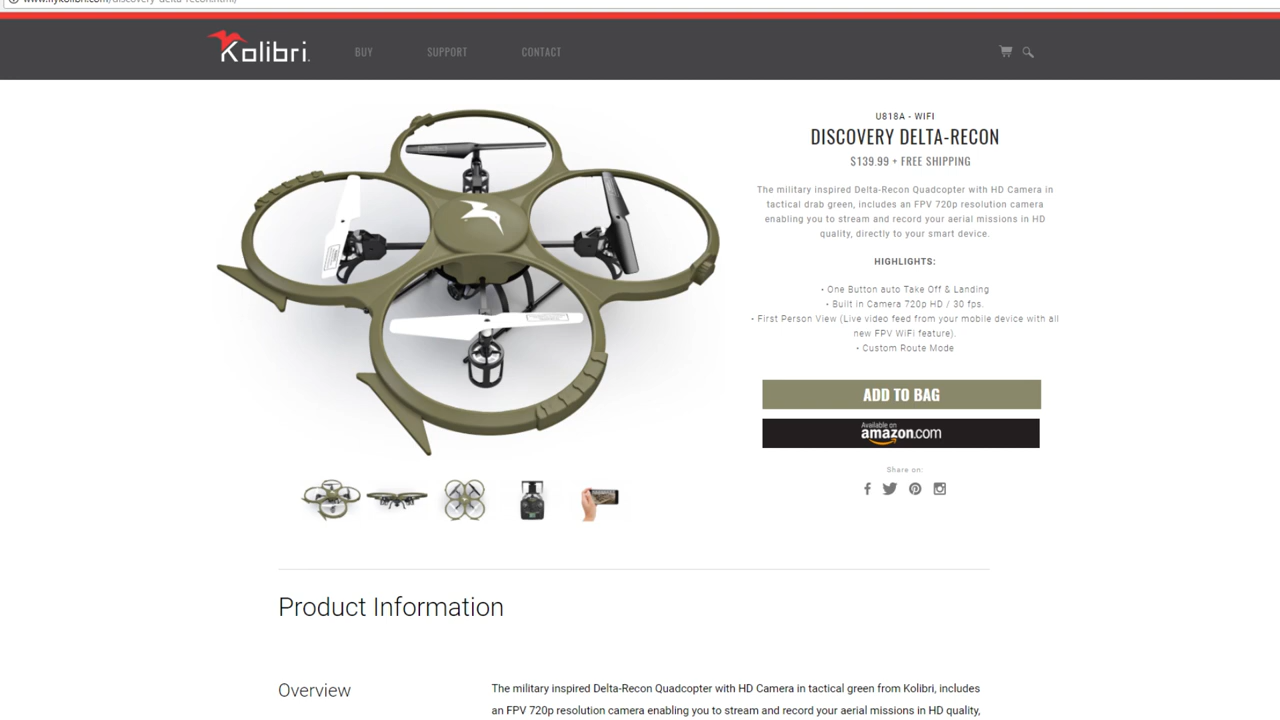 www.flykolibri.com/discovery-delta-recon.html/
Kolibri.
BUY
SUPPORT
CONTACT
U818A - WIFI
DISCOVERY DELTA-RECON
$139.99 + FREE SHIPPING
The military inspired Delta-Recon Quadcopter with HD Camera in
tactical drab green, includes an FPV 720p resolution camera
enabling you to stream and record your aerial missions in HD
quality, directly to your smart device.
HIGHLIGHTS:
• One Button auto Take Off & Landing
• Built in Camera 720p HD / 30 fps.
• First Person View (Live video feed from your mobile device with all
new FPV WiFi feature).
• Custom Route Mode
ADD TO BAG
Available on
amazon.com
Share on:
Product Information
Overview
The military inspired Delta-Recon Quadcopter with HD Camera in tactical green from Kolibri, includes
an FPV 720p resolution camera enabling you to stream and record your aerial missions in HD quality,